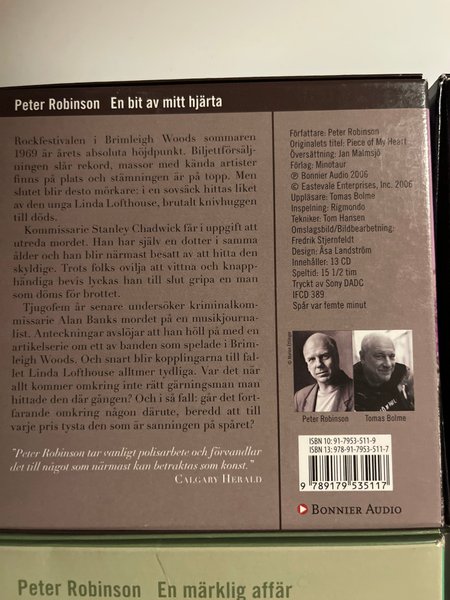 Peter Robinson En bit av mitt hjärta
Rockfestivalen i Brimleigh Woods sommaren
1969 är årets absoluta höjdpunkt. Biljettförsälj-
ningen slår rekord, massor med kända artister
finns på plats och stämningen är på topp. Men
slutet blir desto mörkare: i en sovsäck hittas liket
av den unga Linda Lofthouse, brutalt knivhuggen
till döds.
Kommissarie Stanley Chadwick får i uppgift att
utreda mordet. Han har själv en dotter i samma
ålder och han blir närmast besatt av att hitta den
skyldige. Trots folks ovilja att vittna och knapp-
händiga bevis lyckas han till slut gripa en man
som döms för brottet.
Tjugofem år senare undersöker kriminalkom-
missarie Alan Banks mordet på en musikjourna-
list. Anteckningar avslöjar att han höll på med en
artikelserie om ett av banden som spelade i Brim-
leigh Woods. Och snart blir kopplingarna till fal-
let Linda Lofthouse alltmer tydliga. Var det när
allt kommer omkring inte rätt gärningsman man
hittade den där gången? Och i så fall: går det fort-
farande omkring någon därute, beredd att till
varje pris tysta den som är sanningen på spåret?
"Peter Robinson tar vanligt polisarbete och förvandlar
det till något som närmast kan betraktas som konst."
CALGARY HERALD
Författare: Peter Robinson
Originalets titel: Piece of My Heart
Översättning: Jan Malmsjö
Förlag: Minotaur
℗ Bonnier Audio 2006
© Eastevale Enterprises, Inc. 2006
Uppläsare: Tomas Bolme
Inspelning: Rigmondo
Tekniker: Tom Hansen
Omslagsbild/Bildbearbetning:
Fredrik Stjernfeldt
Design: Åsa Landström
Innehåller: 13 CD
Speltid: 15 1/2 tim
Tryckt av Sony DADC
IFCD 389
Spår var femte minut
Peter Robinson Tomas Bolme
ISBN 10: 91-7953-511-9
ISBN 13: 978-91-7953-511-7
9 789179 535117
BONNIER AUDIO
Peter Robinson En märklig affär